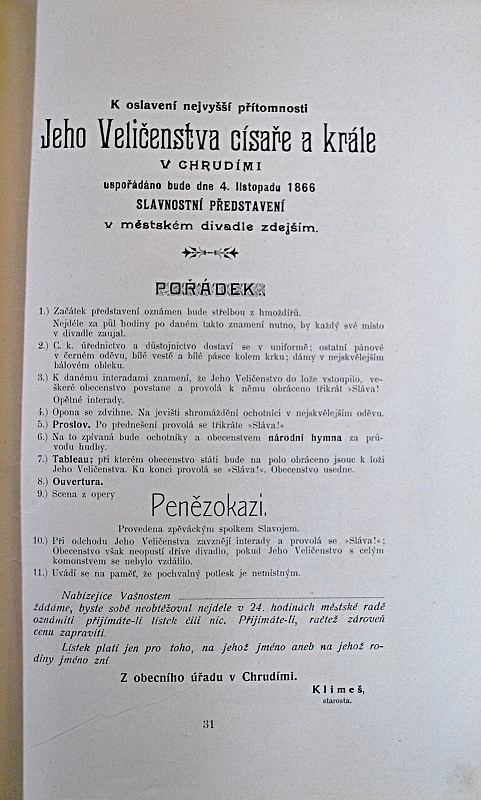 K oslavení nejvyšší přítomnosti
Jeho Veličenstva císaře a krále
V CHRUDÍMI
uspořádáno bude dne 4. listopadu 1866
SLAVNOSTNÍ PŘEDSTAVENÍ
v městském divadle zdejším.
POŘÁDEK.
1.) Začátek představení oznámen bude střelbou z hmoždířů.
Nejdéle za půl hodiny po daném takto znamení nutno, by každý své místo
v divadle zaujal.
2.) C. k. úřednictvo a důstojnictvo dostaví se v uniformě; ostatní pánové
v černém oděvu, bílé vestě a bílé pásce kolem krku; dámy v nejskvělejším
bálovém obleku.
3.) K danému interadami znamení, že Jeho Veličenstvo do lože vstoupilo, ve-
škeré obecenstvo povstane a provolá k němu obráceno třikrát »Sláva!
Opětné interady.
4.) Opona se zdvihne. Na jevišti shromáždění ochotníci v nejskvělejším oděvu.
5.) Proslov. Po přednešení provolá se třikráte »Sláva!«
6.) Na to zpívaná bude ochotníky a obecenstvem národní hymna za prů-
vodu hudby.
7.) Tableau; při kterém obecenstvo státi bude na polo obráceno jsouc k loži
Jeho Veličenstva. Ku konci provolá se »Sláva!«. Obecenstvo usedne.
8.) Ouvertura.
9.) Scena z opery
Penězokazi.
Provedena zpěváckým spolkem Slavojem.
10.) Při odchodu Jeho Veličenstva zavznějí interady a provolá se »Sláva!«;
Obecenstvo však neopustí dříve divadlo, pokud Jeho Veličenstvo s celým
komonstvem se nebylo vzdálilo.
11.) Uvádí se na paměť, že pochvalný potlesk je nemístným.
Nabízejíce Vašnostem
žádáme, byste sobě neobtěžoval nejdéle v 24. hodinách městské radě
oznámiti přijímáte-li lístek čili nic. Přijímáte-li, račtež zároveň
cenu zapraviti.
Lístek platí jen pro toho, na jehož jméno aneb na jehož ro-
diny jméno zní
Z obecního úřadu v Chrudími.
Klimeš,
starosta.
31